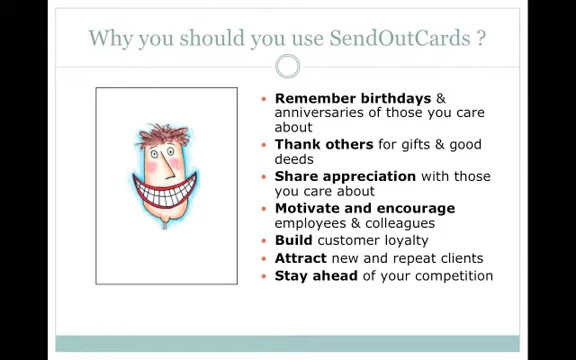 Why you should you use SendOutCards ?
• Remember birthdays &
anniversaries of those you care
about
• Thank others for gifts & good
deeds
• Share appreciation with those
you care about
• Motivate and encourage
employees & colleagues
• Build customer loyalty
• Attract new and repeat clients
• Stay ahead of your competition